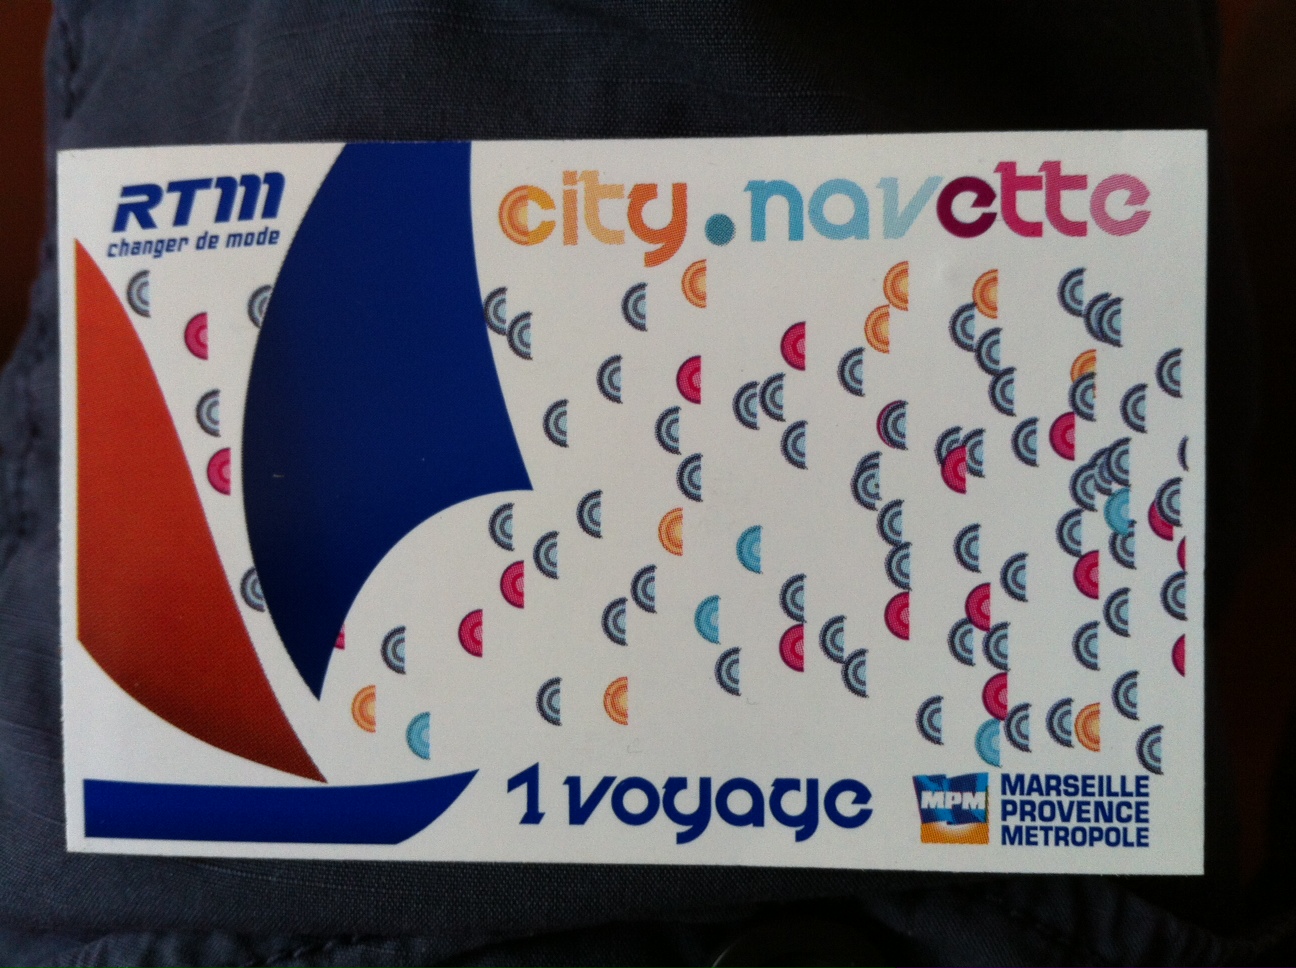 RTM
changer de mode
city.navette
1 voyage
MPM
MARSEILLE
PROVENCE
METROPOLE